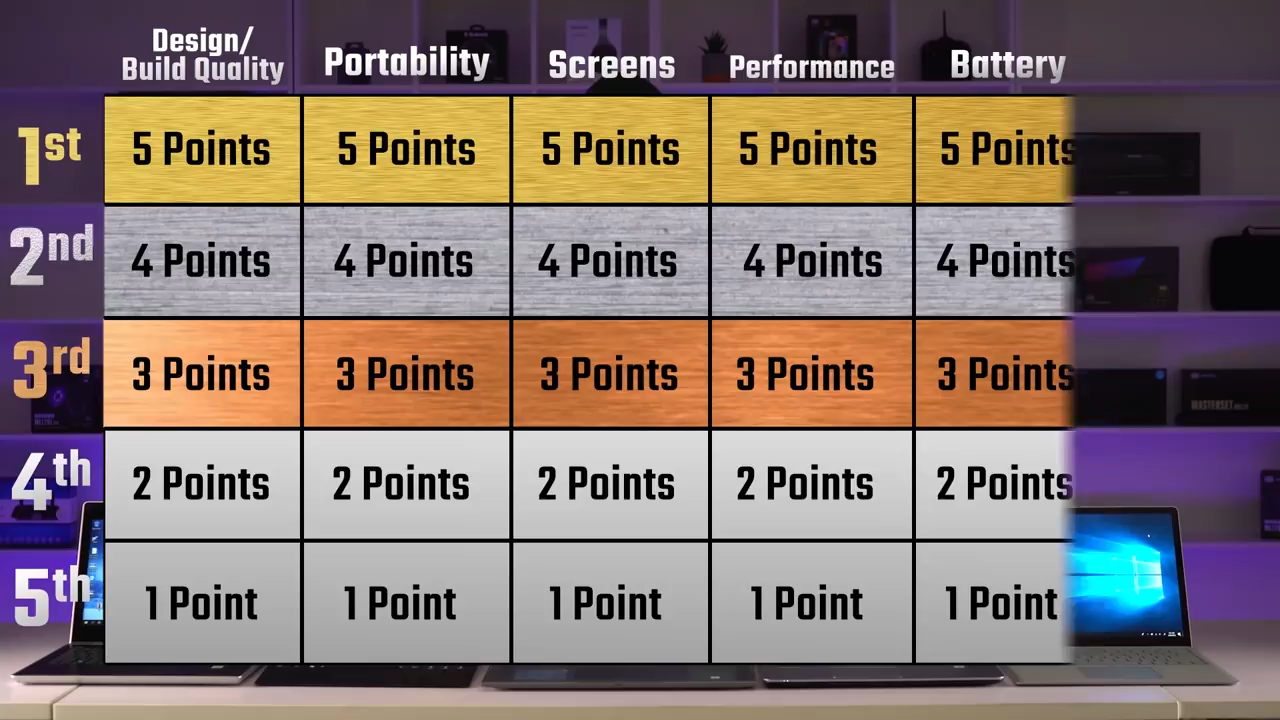 Design/
Build Quality
Portability
Screens
Performance
Battery
1st
5 Points
5 Points
5 Points
5 Points
5 Points
2nd
4 Points
4 Points
4 Points
4 Points
4 Points
3rd
3 Points
3 Points
3 Points
3 Points
3 Points
4th
2 Points
2 Points
2 Points
2 Points
2 Points
5th
1 Point
1 Point
1 Point
1 Point
1 Point
MASTERSET